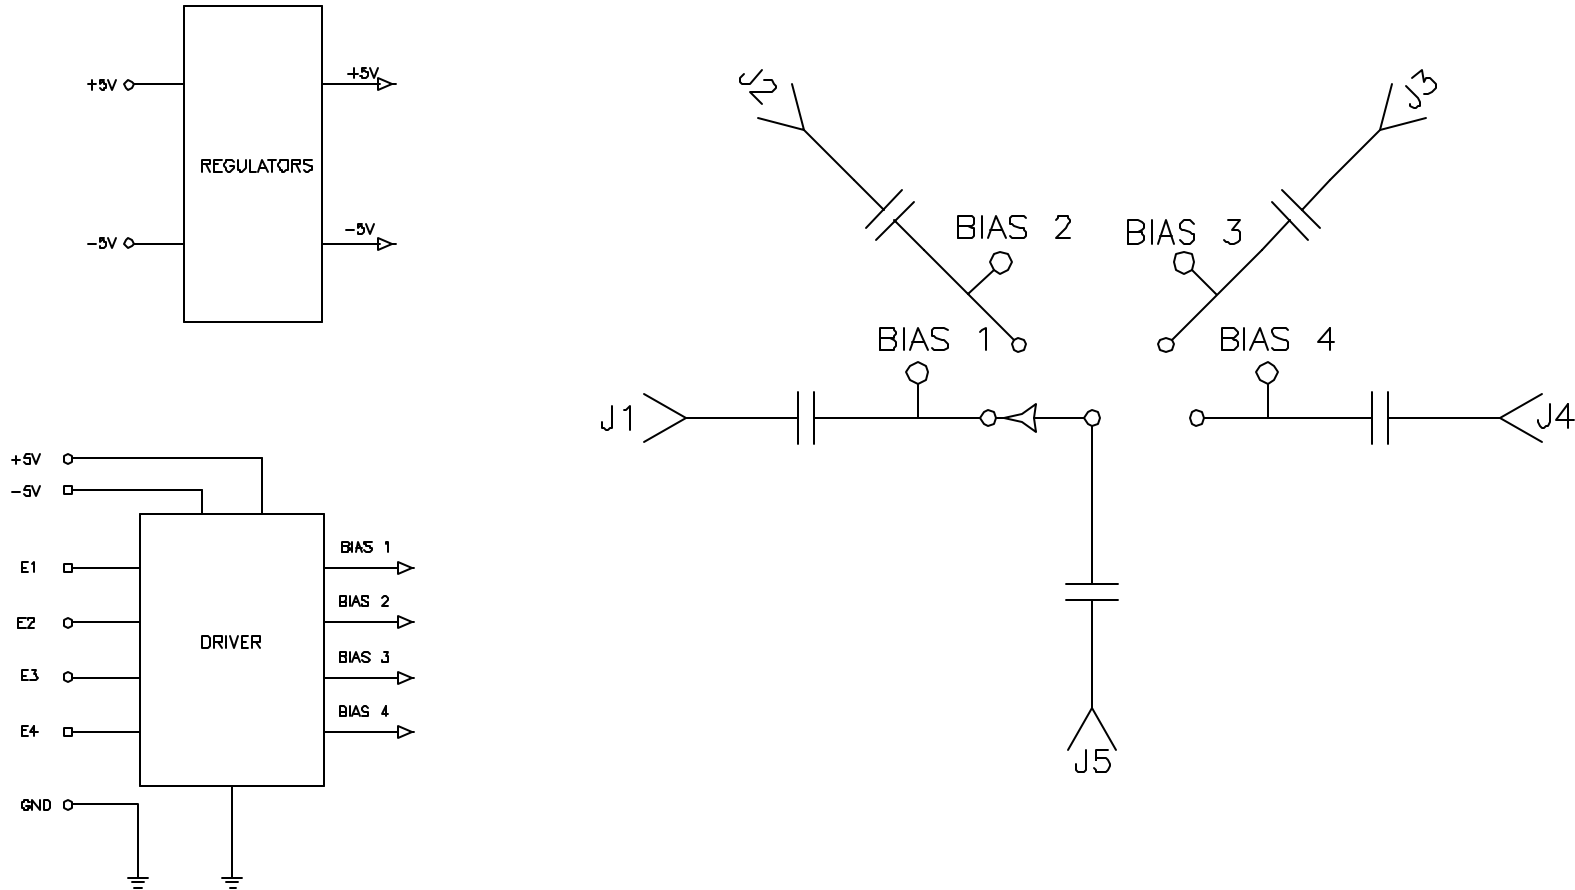 +5V
+5V
REGULATORS
-5V
-5V
J2
J3
BIAS 2
BIAS 3
BIAS 1
BIAS 4
J1
J4
J5
+5V
-5V
E1
BIAS 1
E2
BIAS 2
DRIVER
E3
BIAS 3
E4
BIAS 4
GND